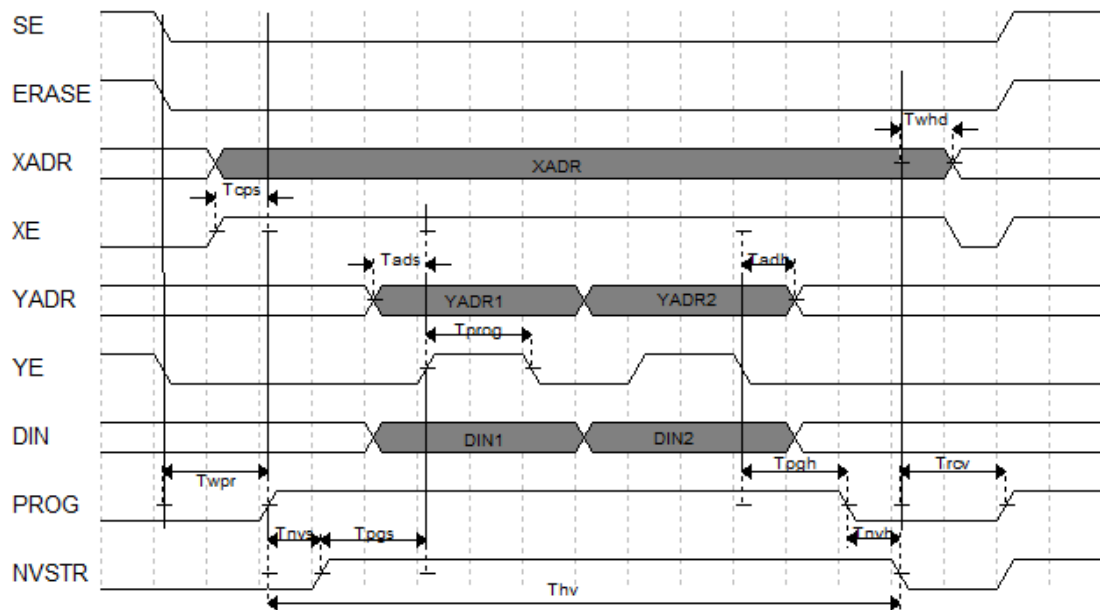 SE
ERASE
Twhd
XADR
XADR
Tcps
XE
Tads
Tadh
YADR
YADR1
YADR2
Tprog
YE
DIN
DIN1
DIN2
Twpr
Tpgh
Trcv
PROG
Tnvs
Tpgs
Tnvh
NVSTR
Thv